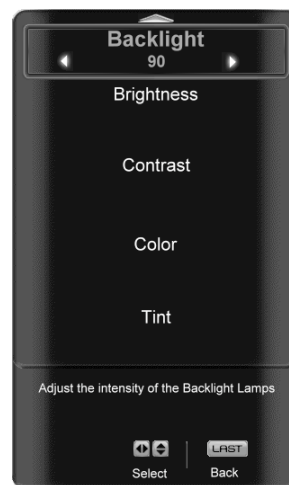 Backlight
90
Brightness
Contrast
Color
Tint
Adjust the intensity of the Backlight Lamps
LAST
Select
Back